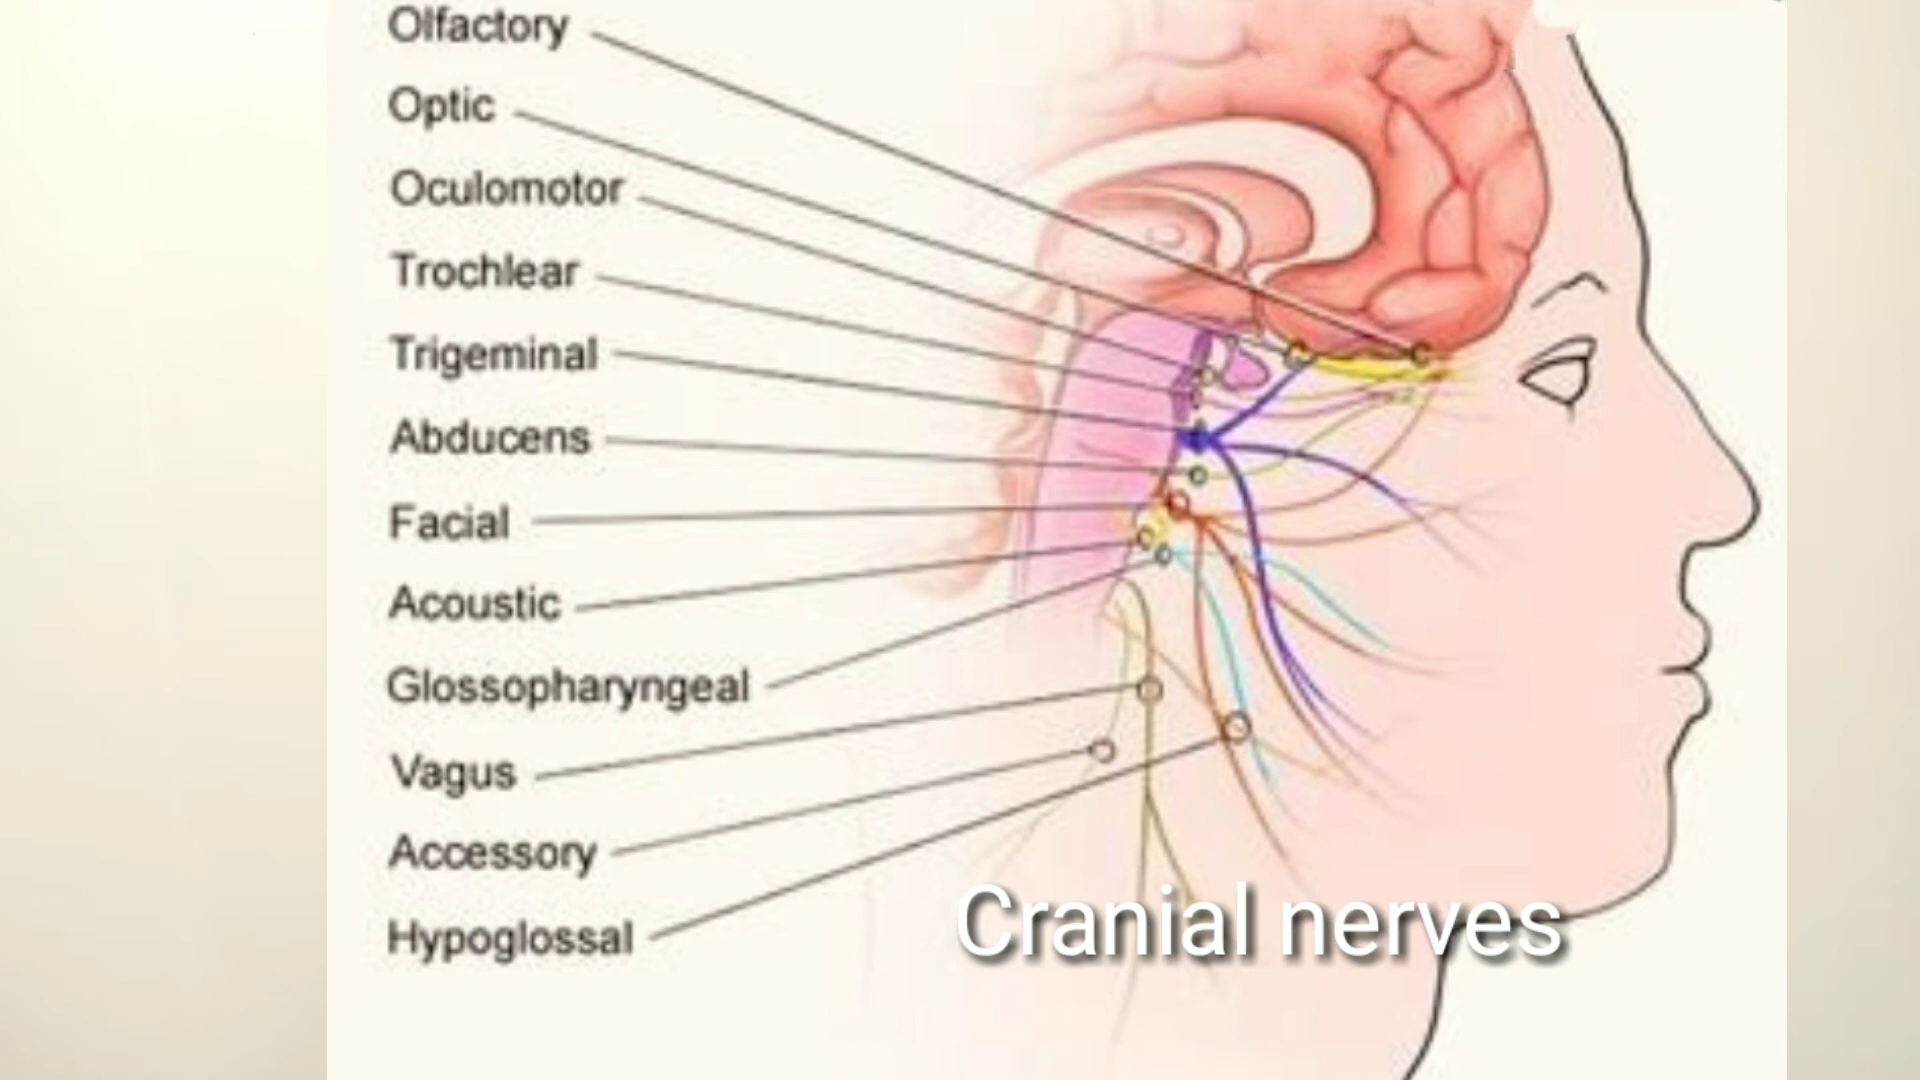 Olfactory
Optic
Oculomotor
Trochlear
Trigeminal
Abducens
Facial
Acoustic
Glossopharyngeal
Vagus
Accessory
Hypoglossal
Cranial nerves